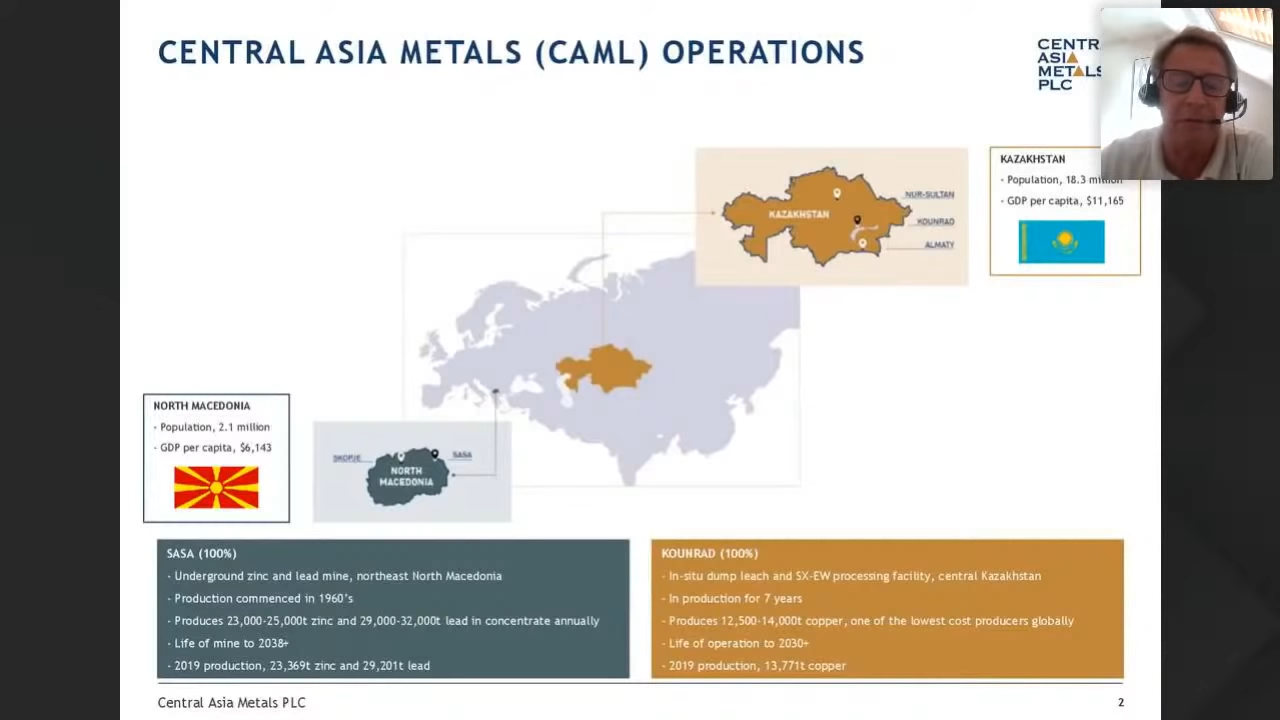 CENTRAL ASIA METALS (CAML) OPERATIONS
CENTR
ASIA
METALS
PLC
KAZAKHSTAN
- Population, 18.3 million
- GDP per capita, $11,165
KAZAKHSTAN
NUR-SULTAN
KOUNRAD
ALMATY
NORTH MACEDONIA
- Population, 2.1 million
- GDP per capita, $6,143
SKOPJE
SASA
NORTH
MACEDONIA
SASA (100%)
- Underground zinc and lead mine, northeast North Macedonia
- Production commenced in 1960's
- Produces 23,000-25,000t zinc and 29,000-32,000t lead in concentrate annually
- Life of mine to 2038+
- 2019 production, 23,369t zinc and 29,201t lead
KOUNRAD (100%)
- In-situ dump leach and SX-EW processing facility, central Kazakhstan
- In production for 7 years
- Produces 12,500-14,000t copper, one of the lowest cost producers globally
- Life of operation to 2030+
- 2019 production, 13,771t copper
Central Asia Metals PLC
2